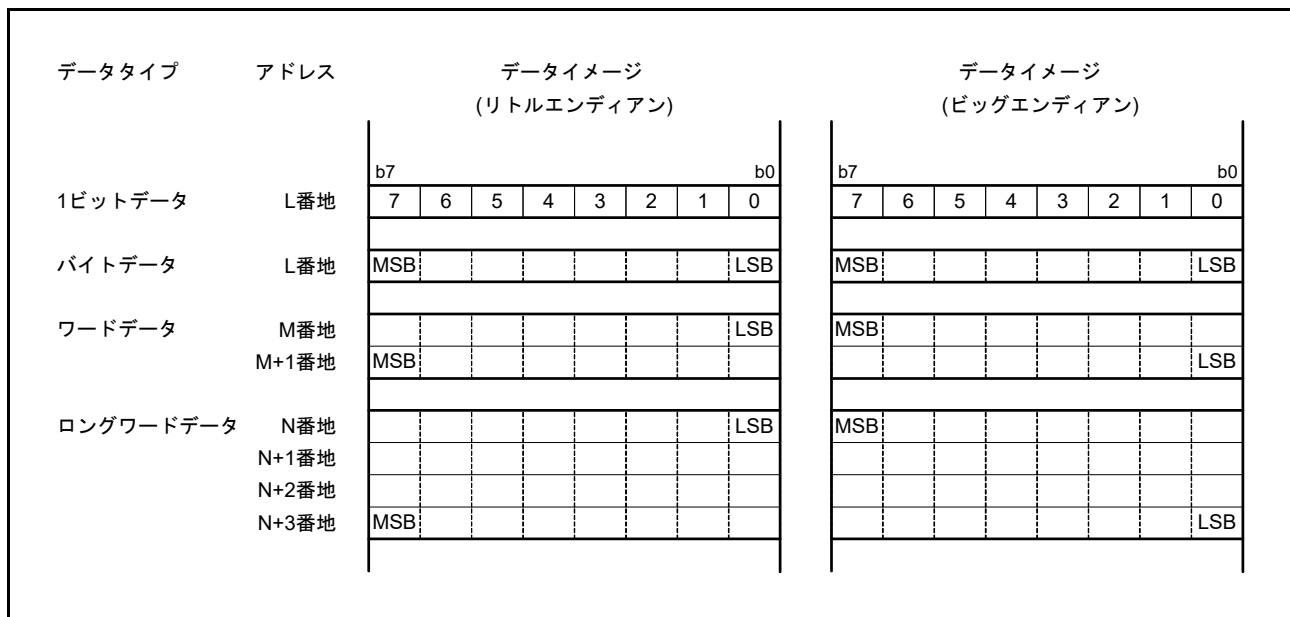 データタイプ アドレス データイメージ データイメージ
(リトルエンディアン) (ビッグエンディアン)
b7 b0 b7 b0
1ビットデータ L番地 7 6 5 4 3 2 1 0 7 6 5 4 3 2 1 0
バイトデータ L番地 MSB LSB MSB LSB
ワードデータ M番地 LSB MSB
M+1番地 MSB LSB
ロングワードデータ N番地 LSB MSB
N+1番地
N+2番地
N+3番地 MSB LSB